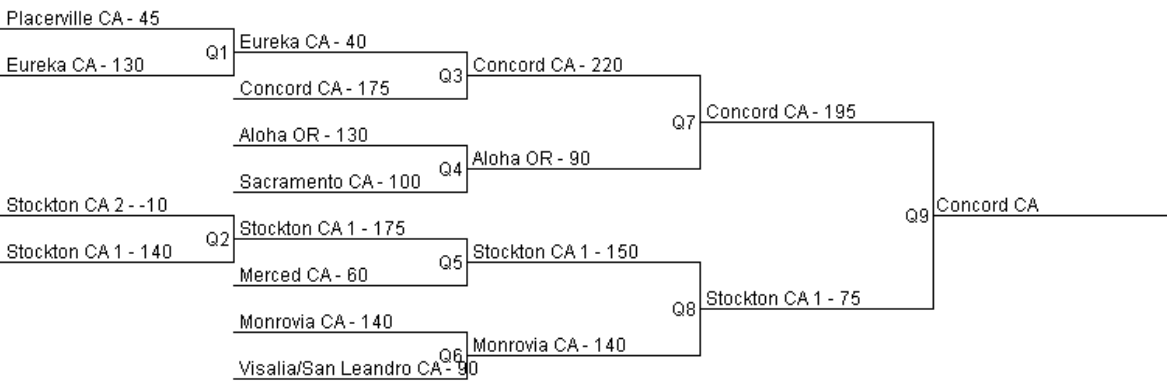 Placerville CA - 45
Eureka CA - 130
Q1
Eureka CA - 40
Concord CA - 175
Q3
Concord CA - 220
Aloha OR - 130
Sacramento CA - 100
Q4
Aloha OR - 90
Q7
Concord CA - 195
Stockton CA 2 - -10
Stockton CA 1 - 140
Q2
Stockton CA 1 - 175
Merced CA - 60
Q5
Stockton CA 1 - 150
Monrovia CA - 140
Visalia/San Leandro CA - 90
Q6
Monrovia CA - 140
Q8
Stockton CA 1 - 75
Q9
Concord CA